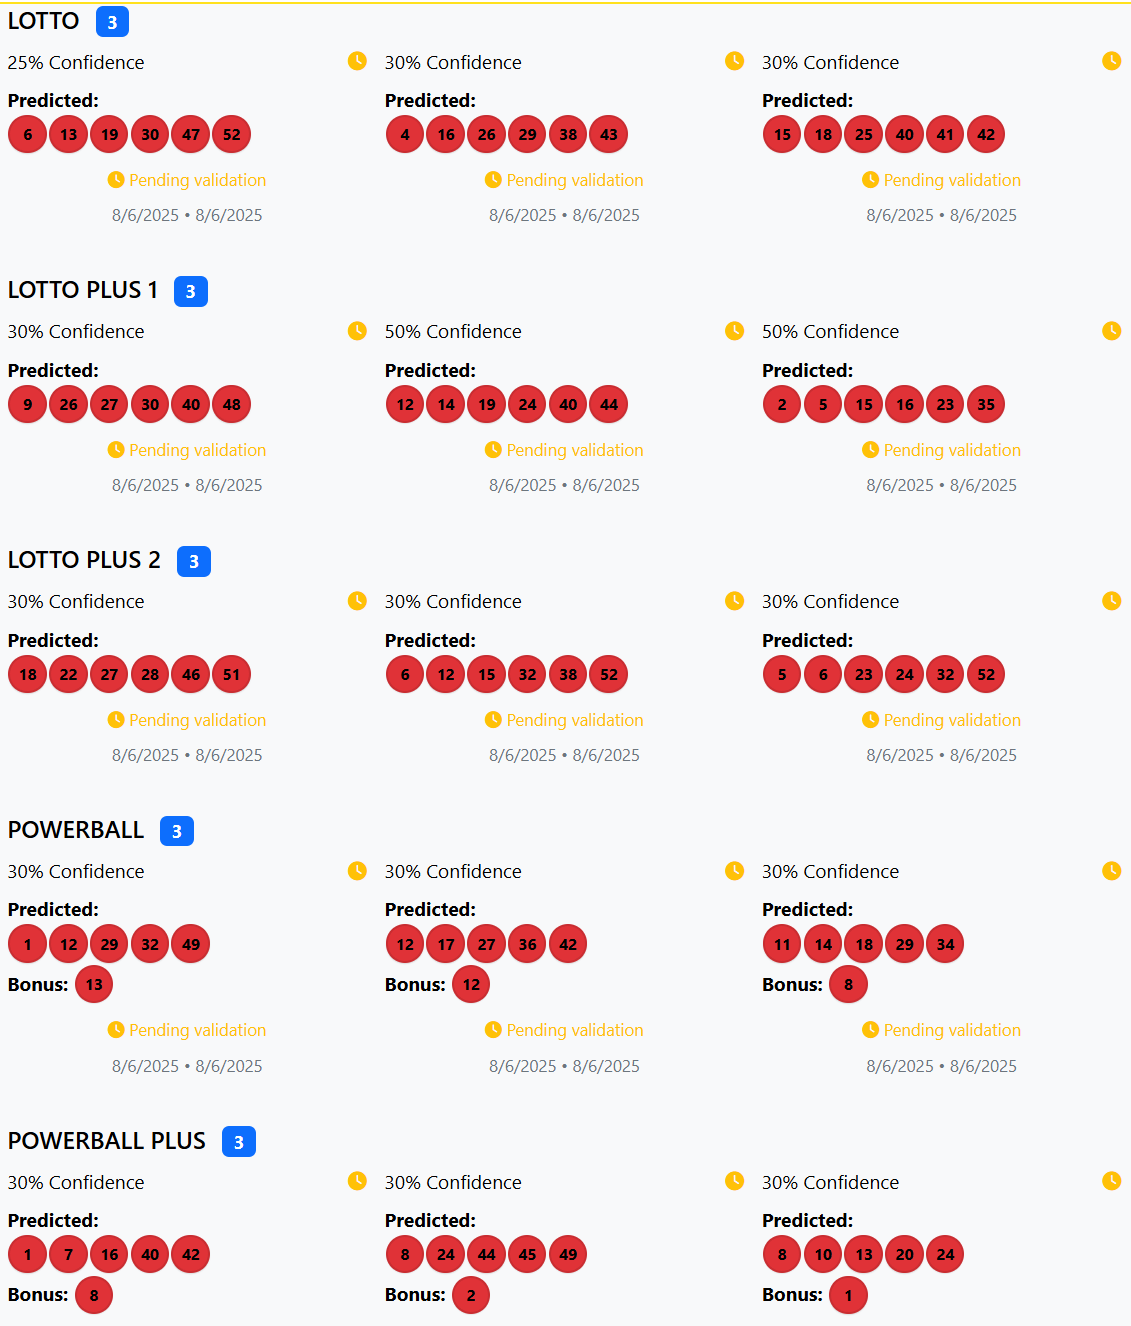 LOTTO 3
25% Confidence 30% Confidence 30% Confidence
Predicted: Predicted: Predicted:
6 13 19 30 47 52 4 16 26 29 38 43 15 18 25 40 41 42
Pending validation Pending validation Pending validation
8/6/2025 • 8/6/2025 8/6/2025 • 8/6/2025 8/6/2025 • 8/6/2025
LOTTO PLUS 1 3
30% Confidence 50% Confidence 50% Confidence
Predicted: Predicted: Predicted:
9 26 27 30 40 48 12 14 19 24 40 44 2 5 15 16 23 35
Pending validation Pending validation Pending validation
8/6/2025 • 8/6/2025 8/6/2025 • 8/6/2025 8/6/2025 • 8/6/2025
LOTTO PLUS 2 3
30% Confidence 30% Confidence 30% Confidence
Predicted: Predicted: Predicted:
18 22 27 28 46 51 6 12 15 32 38 52 5 6 23 24 32 52
Pending validation Pending validation Pending validation
8/6/2025 • 8/6/2025 8/6/2025 • 8/6/2025 8/6/2025 • 8/6/2025
POWERBALL 3
30% Confidence 30% Confidence 30% Confidence
Predicted: Predicted: Predicted:
1 12 29 32 49 12 17 27 36 42 11 14 18 29 34
Bonus: 13 Bonus: 12 Bonus: 8
Pending validation Pending validation Pending validation
8/6/2025 • 8/6/2025 8/6/2025 • 8/6/2025 8/6/2025 • 8/6/2025
POWERBALL PLUS 3
30% Confidence 30% Confidence 30% Confidence
Predicted: Predicted: Predicted:
1 7 16 40 42 8 24 44 45 49 8 10 13 20 24
Bonus: 8 Bonus: 2 Bonus: 1